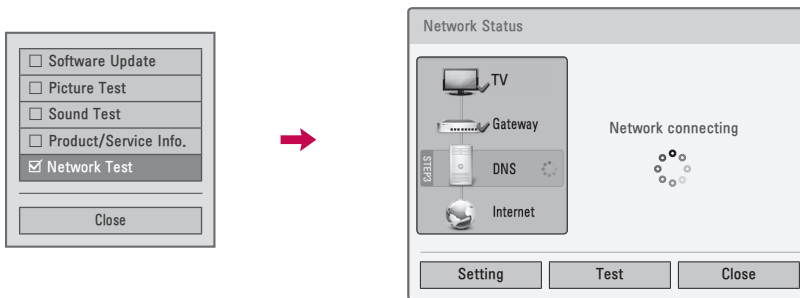 Software Update
Picture Test
Sound Test
Product/Service Info.
Network Test
Close
Network Status
TV
Gateway
STEP3
DNS
Internet
Network connecting
Setting
Test
Close